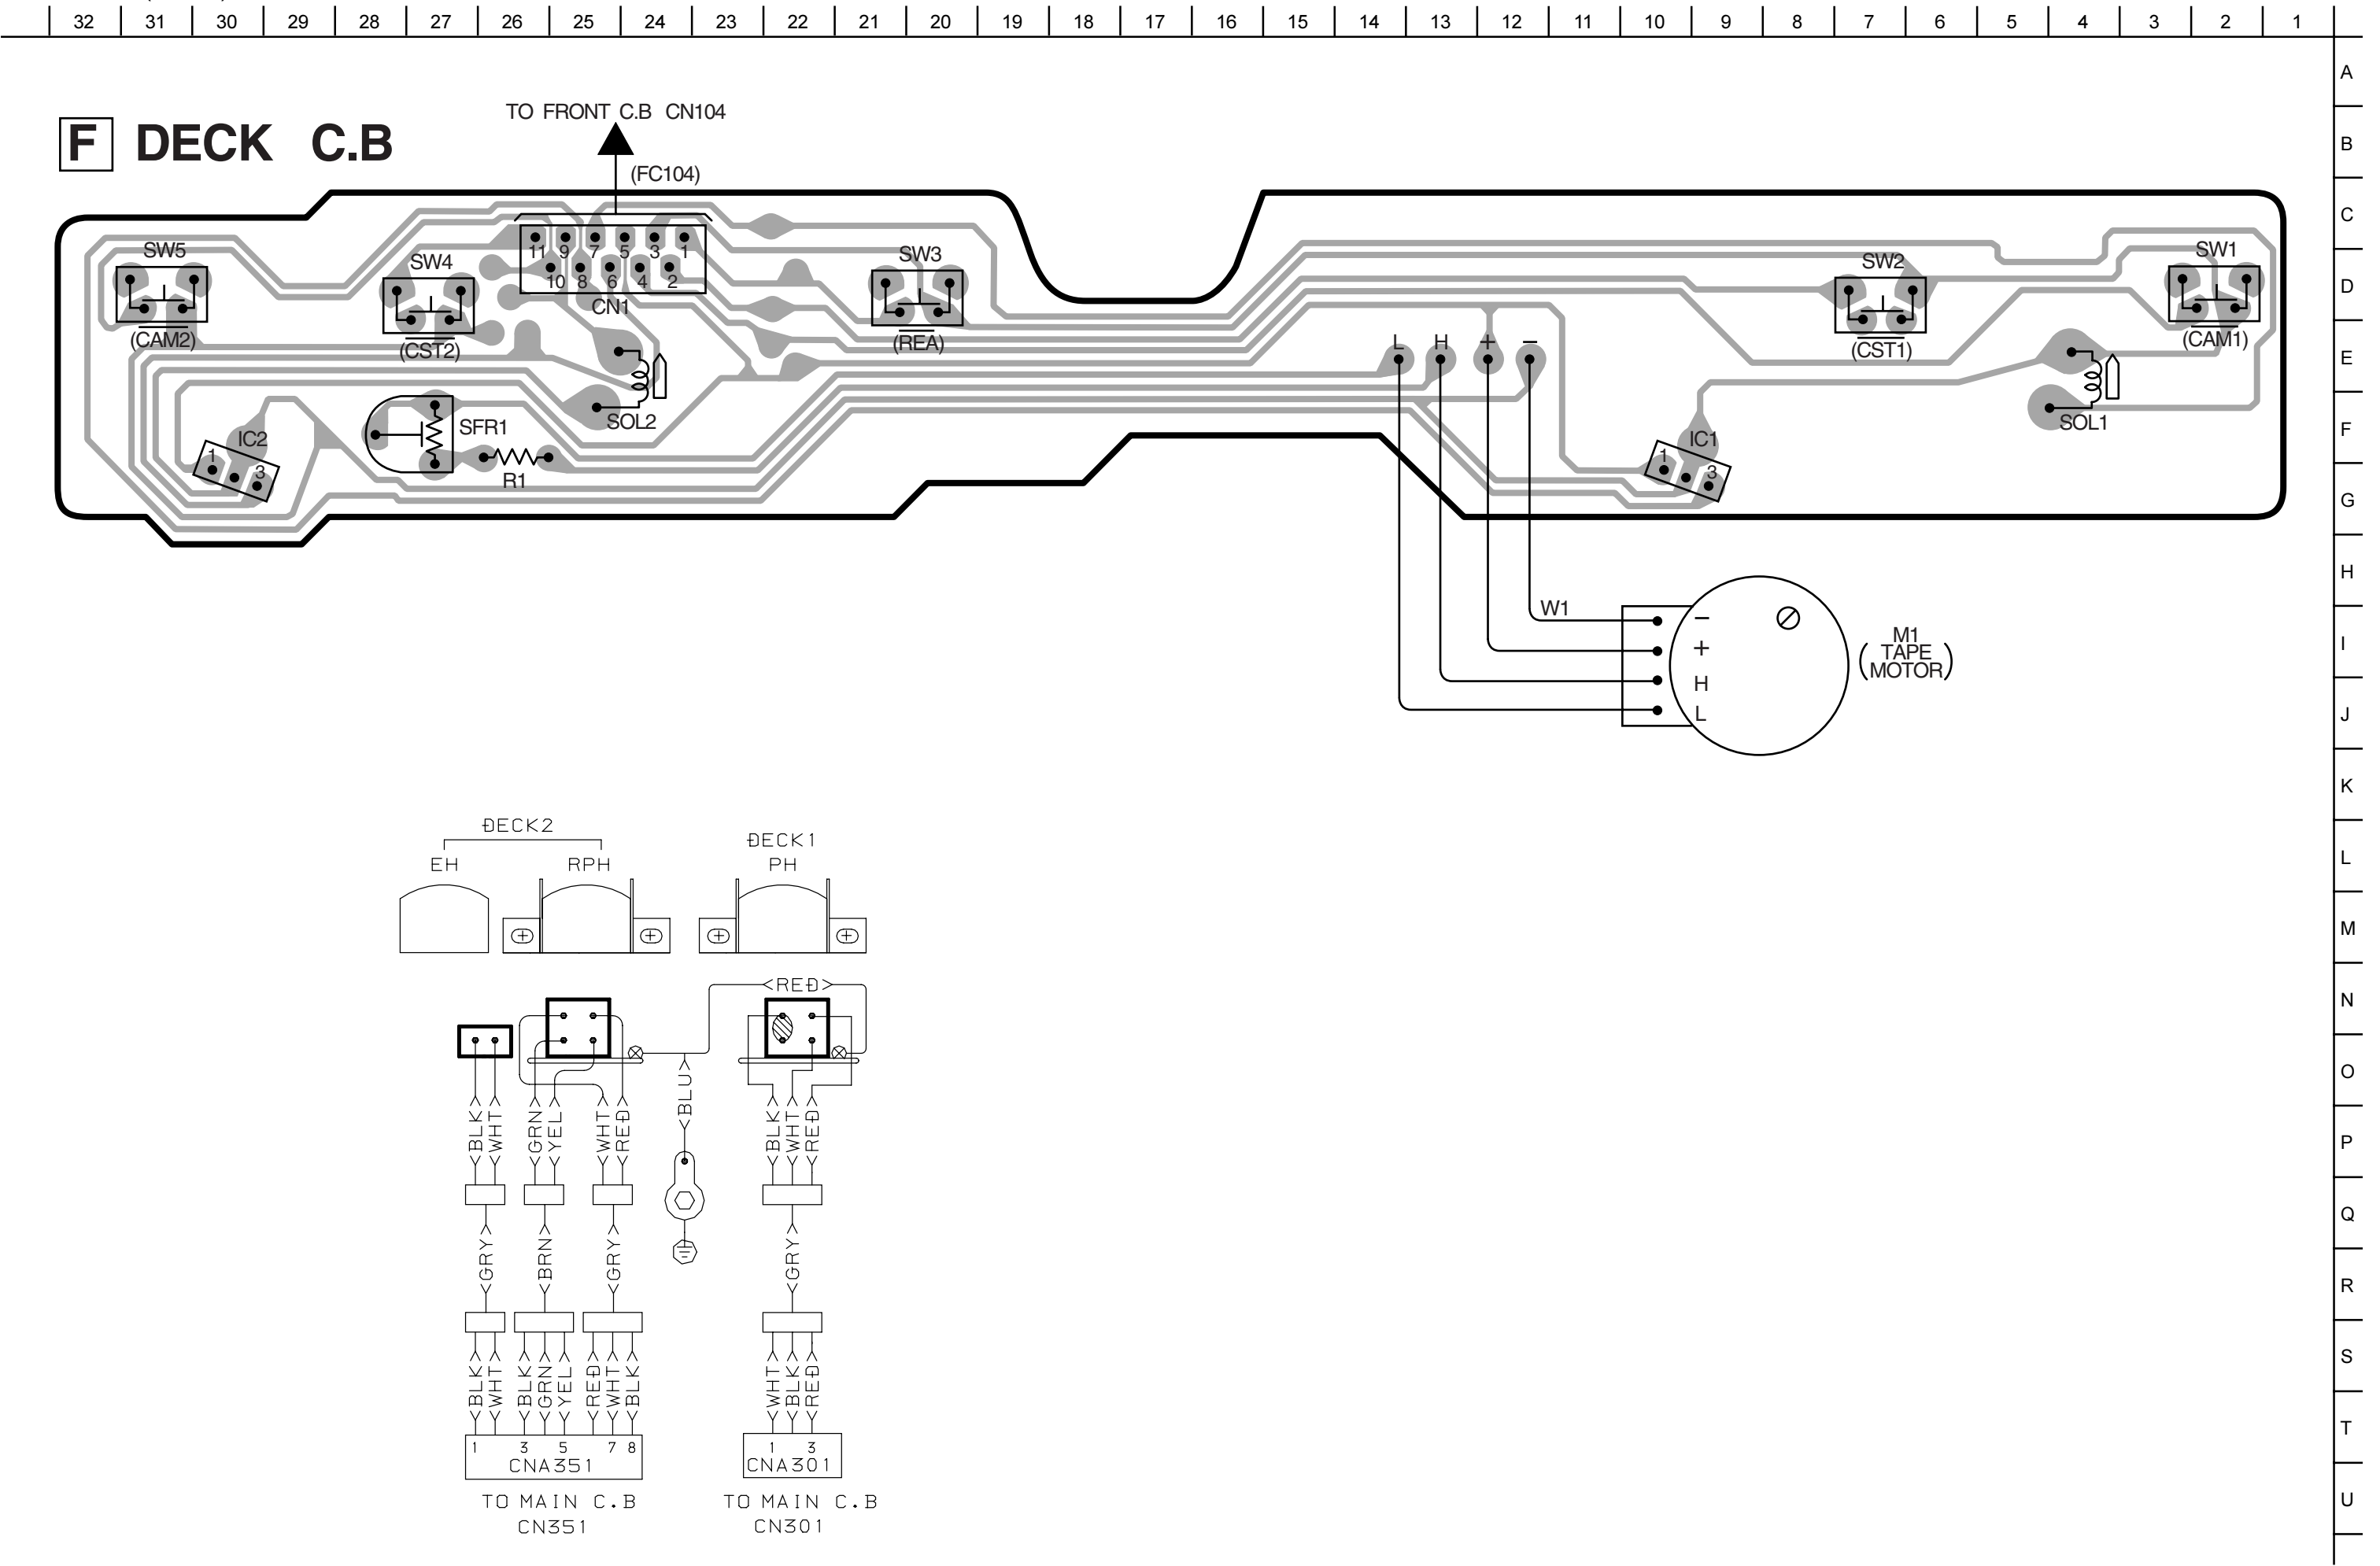 32 31 30 29 28 27 26 25 24 23 22 21 20 19 18 17 16 15 14 13 12 11 10 9 8 7 6 5 4 3 2 1
A
B
C
D
E
F
G
H
I
J
K
L
M
N
O
P
Q
R
S
T
U
F DECK C.B
TO FRONT C.B CN104
(FC104)
11 9 7 5 3 1
10 8 6 4 2
CN1
SW5
(CAM2)
SW4
(CST2)
SW3
(REA)
SW2
(CST1)
SW1
(CAM1)
L H + −
SOL2
SOL1
SFR1
R1
IC2
1 3
IC1
1 3
W1
−
+
H
L
M1
(TAPE
MOTOR)
DECK2
EH RPH
DECK1
PH
<RED>
<BLK>
<WHT>
<GRN>
<YEL>
<WHT>
<RED>
<BLU>
<BLK>
<WHT>
<RED>
<GRY>
<BRN>
<GRY>
<GRY>
<BLK>
<WHT>
<BLK>
<GRN>
<YEL>
<RED>
<WHT>
<BLK>
<WHT>
<BLK>
<RED>
1 3 5 7 8
CNA351
1 3
CNA301
TO MAIN C.B
CN351
TO MAIN C.B
CN301